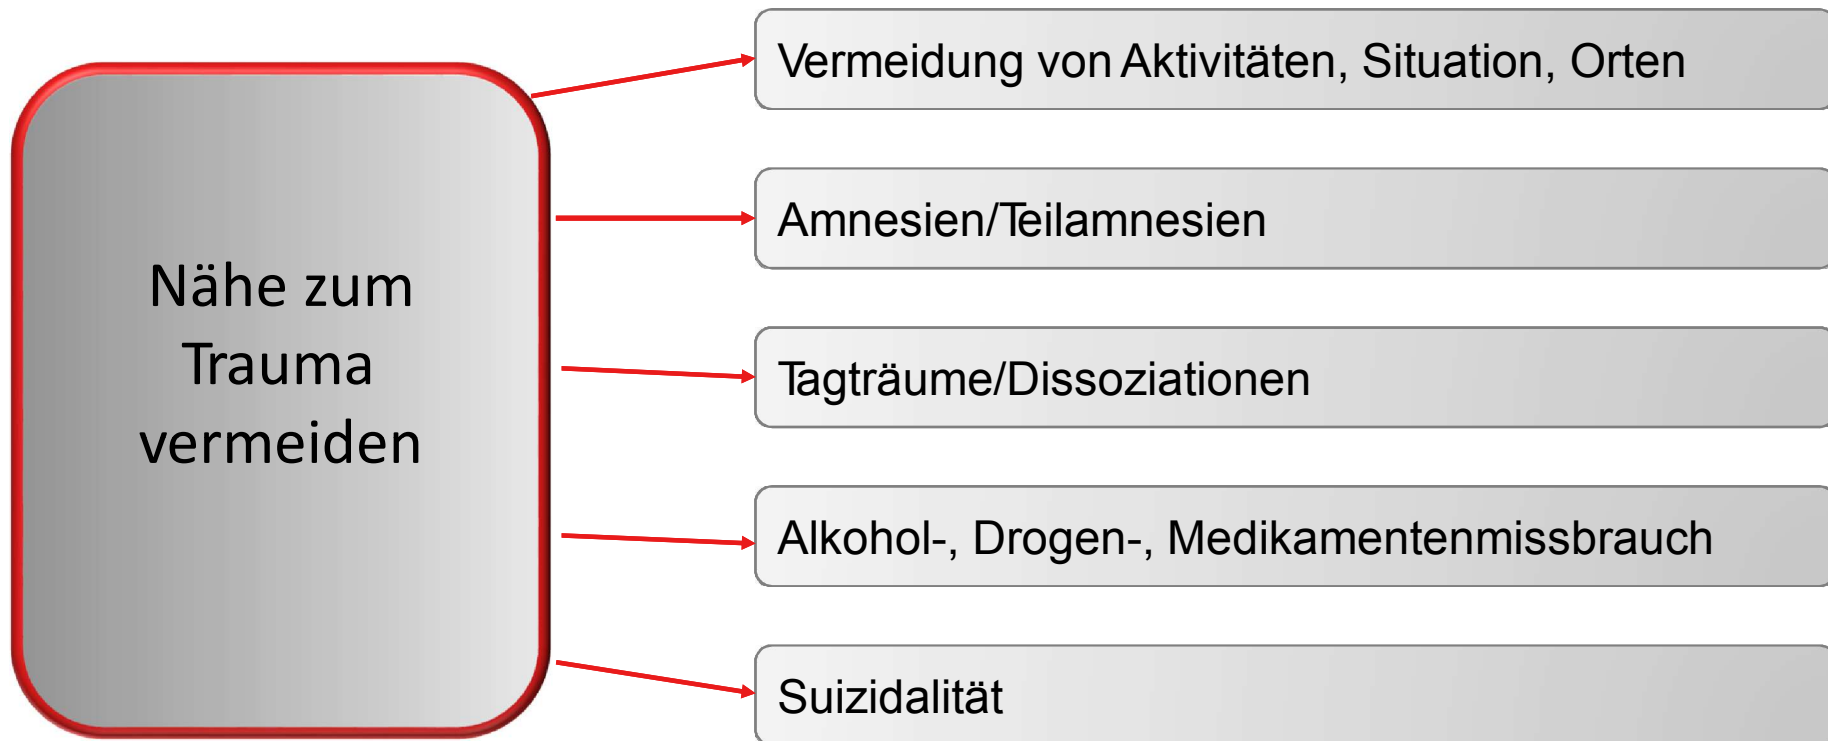 Nähe zum
Trauma
vermeiden
Vermeidung von Aktivitäten, Situation, Orten
Amnesien/Teilamnesien
Tagträume/Dissoziationen
Alkohol-, Drogen-, Medikamentenmissbrauch
Suizidalität